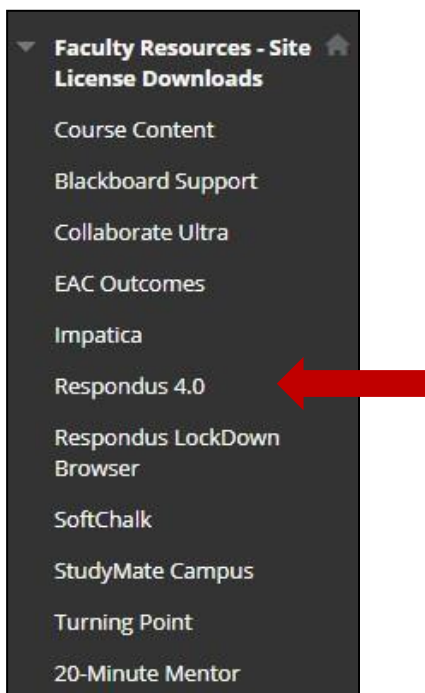 Faculty Resources - Site
License Downloads
Course Content
Blackboard Support
Collaborate Ultra
EAC Outcomes
Impatica
Respondus 4.0
Respondus LockDown
Browser
SoftChalk
StudyMate Campus
Turning Point
20-Minute Mentor